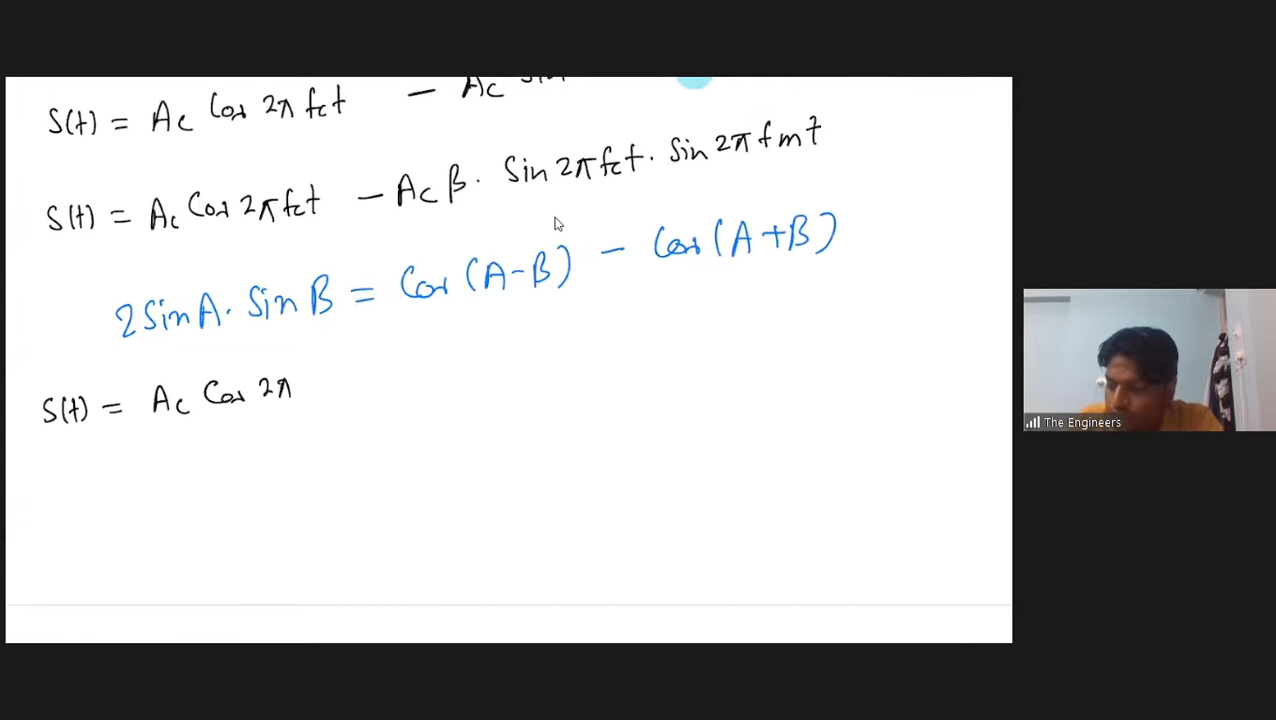 S(t) = Ac Cos 2π fct - Ac
S(t) = Ac Cos 2π fct - Ac β · Sin 2π fct · Sin 2π fmt
2 Sin A · Sin B = Cos (A-B) - Cos (A+B)
S(t) = Ac Cos 2π
The Engineers